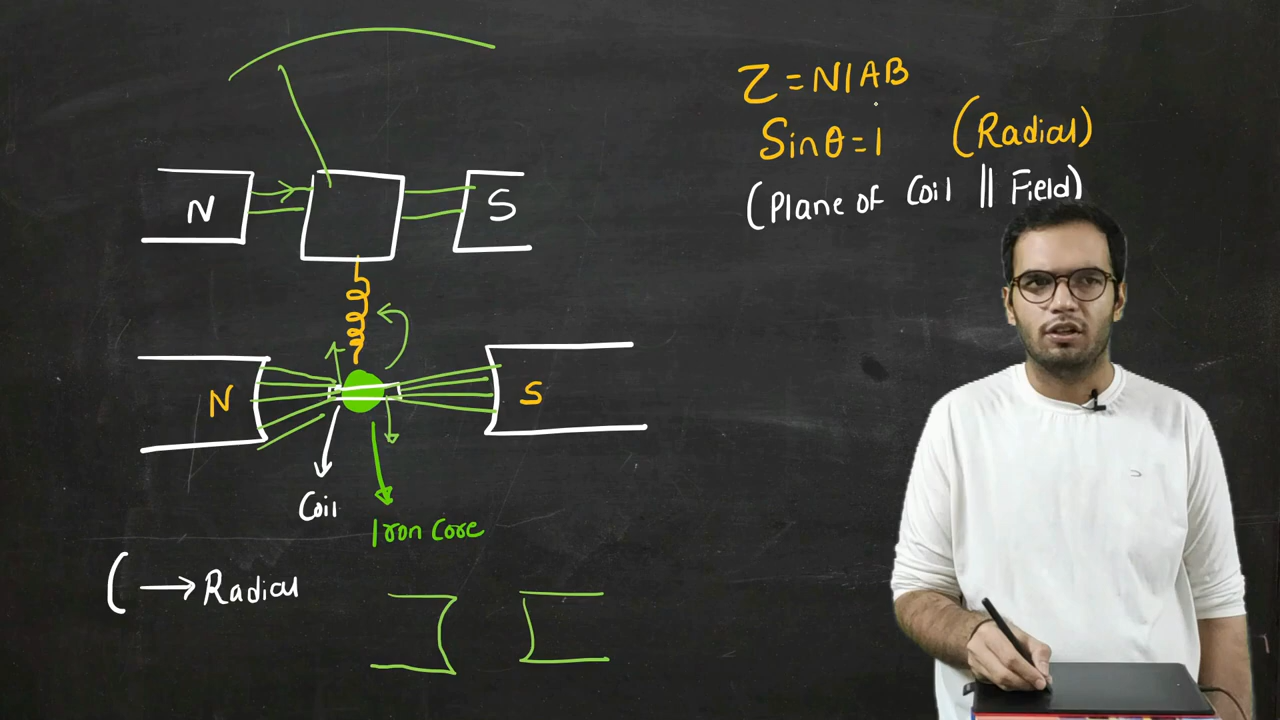 Z = NIAB
Sinθ = 1 (Radial)
(Plane of Coil || Field)
N S
N S
Coil
Iron Core
( → Radial